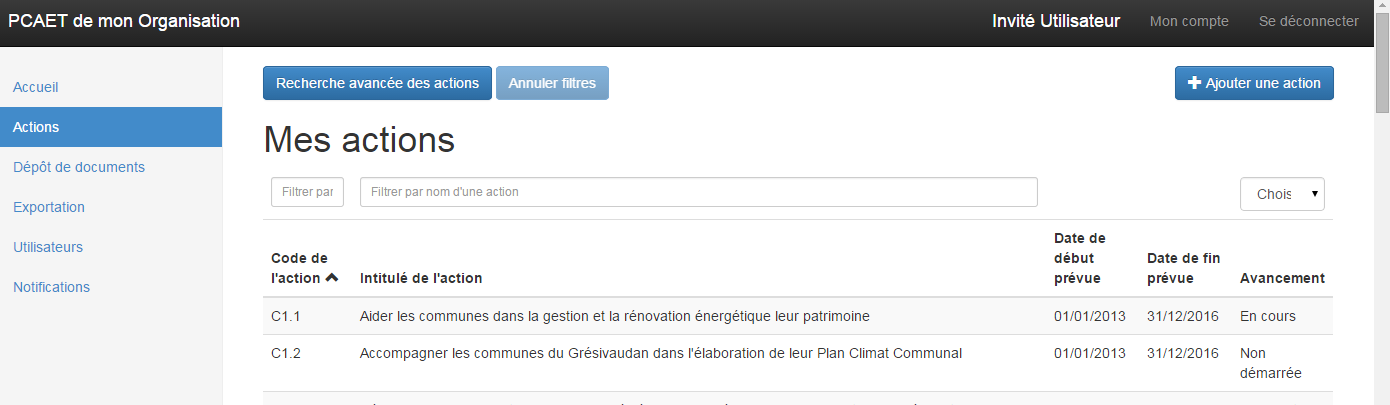 PCAET de mon Organisation Invité Utilisateur Mon compte Se déconnecter
Accueil
Actions
Dépôt de documents
Exportation
Utilisateurs
Notifications
Recherche avancée des actions Annuler filtres Ajouter une action
Mes actions
Filtrer par Filtrer par nom d'une action Chois
Code de l'action Intitulé de l'action Date de début prévue Date de fin prévue Avancement
C1.1 Aider les communes dans la gestion et la rénovation énergétique leur patrimoine 01/01/2013 31/12/2016 En cours
C1.2 Accompagner les communes du Grésivaudan dans l'élaboration de leur Plan Climat Communal 01/01/2013 31/12/2016 Non démarrée